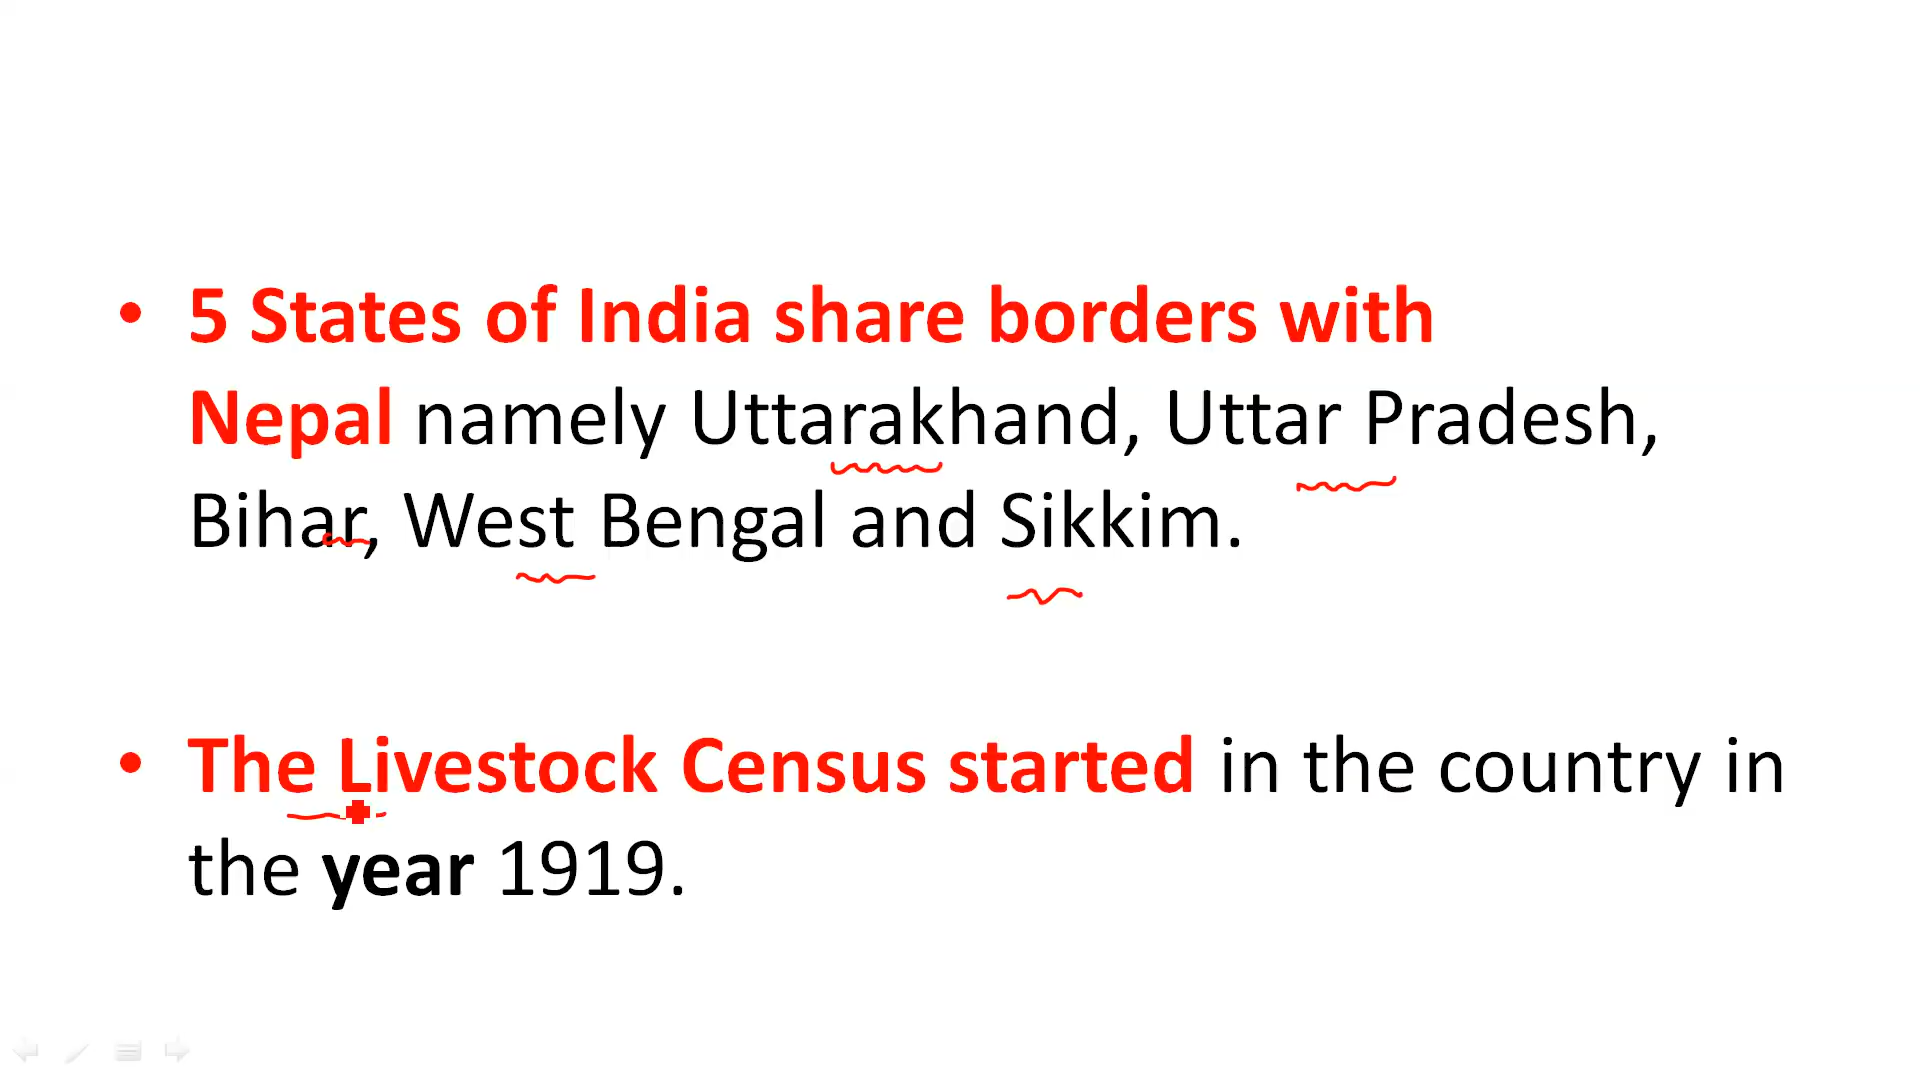 • 5 States of India share borders with
Nepal namely Uttarakhand, Uttar Pradesh,
Bihar, West Bengal and Sikkim.
• The Livestock Census started in the country in
the year 1919.